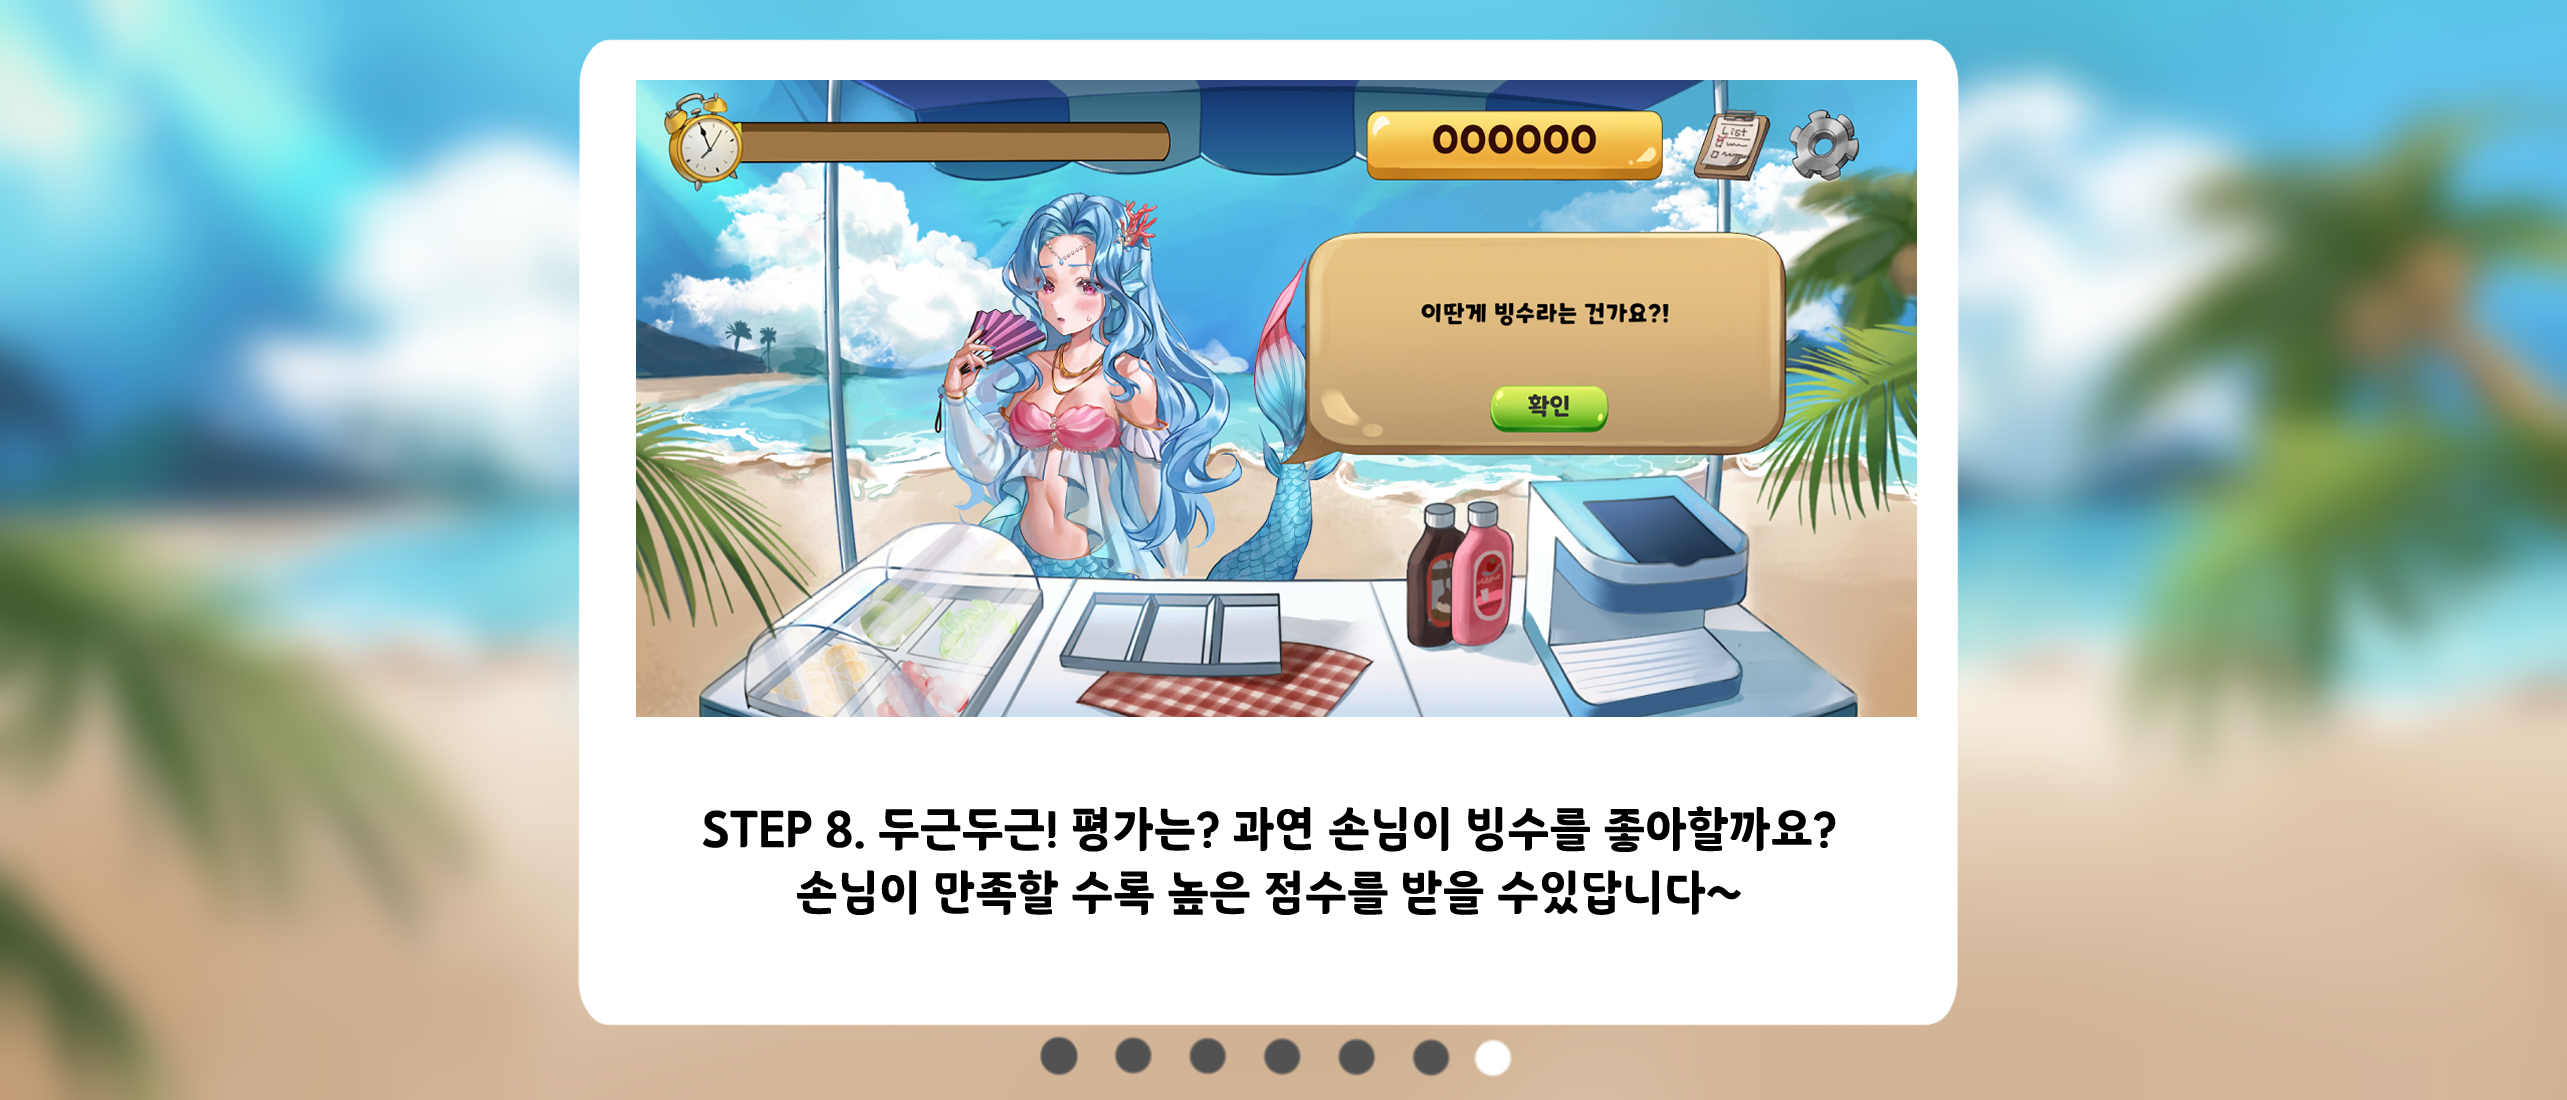 000000
List
이딴게 빙수라는 건가요?!
확인
STEP 8. 두근두근! 평가는? 과연 손님이 빙수를 좋아할까요?
손님이 만족할 수록 높은 점수를 받을 수있답니다~